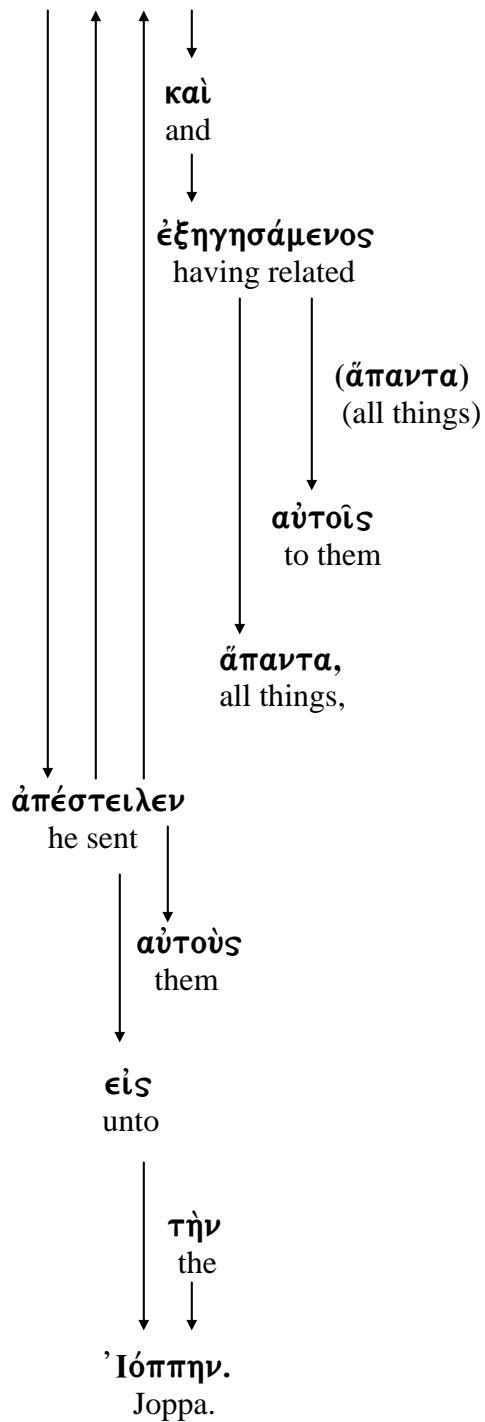 καὶ
and
ἐξηγησάμενος
having related
(ἅπαντα)
(all things)
αὐτοῖς
to them
ἅπαντα,
all things,
ἀπέστειλεν
he sent
αὐτοὺς
them
εἰς
unto
τὴν
the
Ἰόππην.
Joppa.